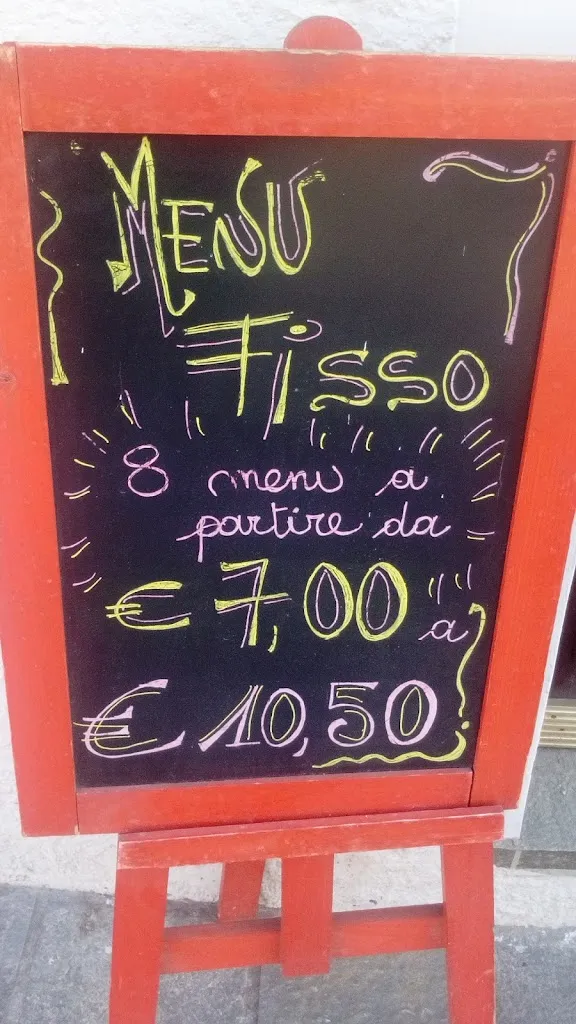 Menu
Fisso
8 menu a
partire da
€ 7,00 a
€ 10,50